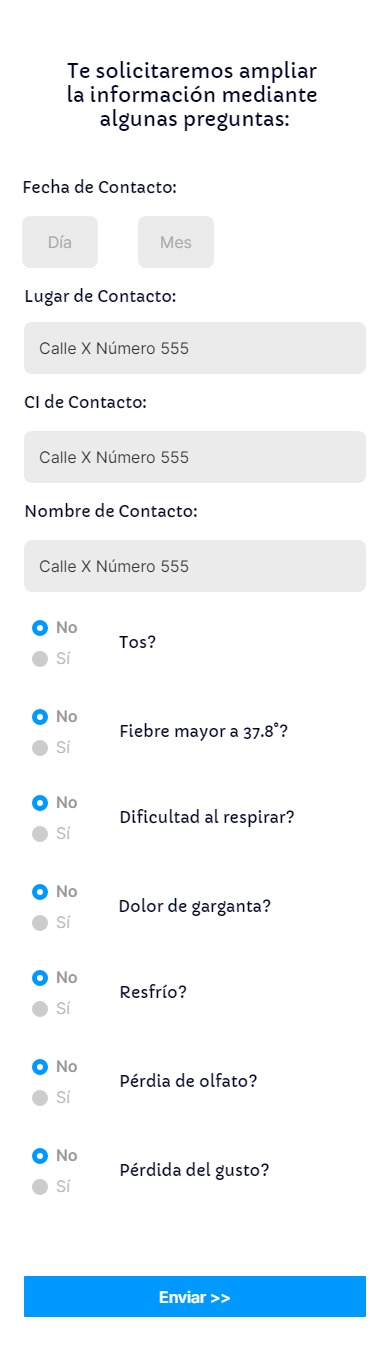 Te solicitaremos ampliar
la información mediante
algunas preguntas:
Fecha de Contacto:
Día Mes
Lugar de Contacto:
Calle X Número 555
CI de Contacto:
Calle X Número 555
Nombre de Contacto:
Calle X Número 555
No
Tos?
Sí
No
Fiebre mayor a 37.8°?
Sí
No
Dificultad al respirar?
Sí
No
Dolor de garganta?
Sí
No
Resfrío?
Sí
No
Pérdia de olfato?
Sí
No
Pérdida del gusto?
Sí
Enviar >>